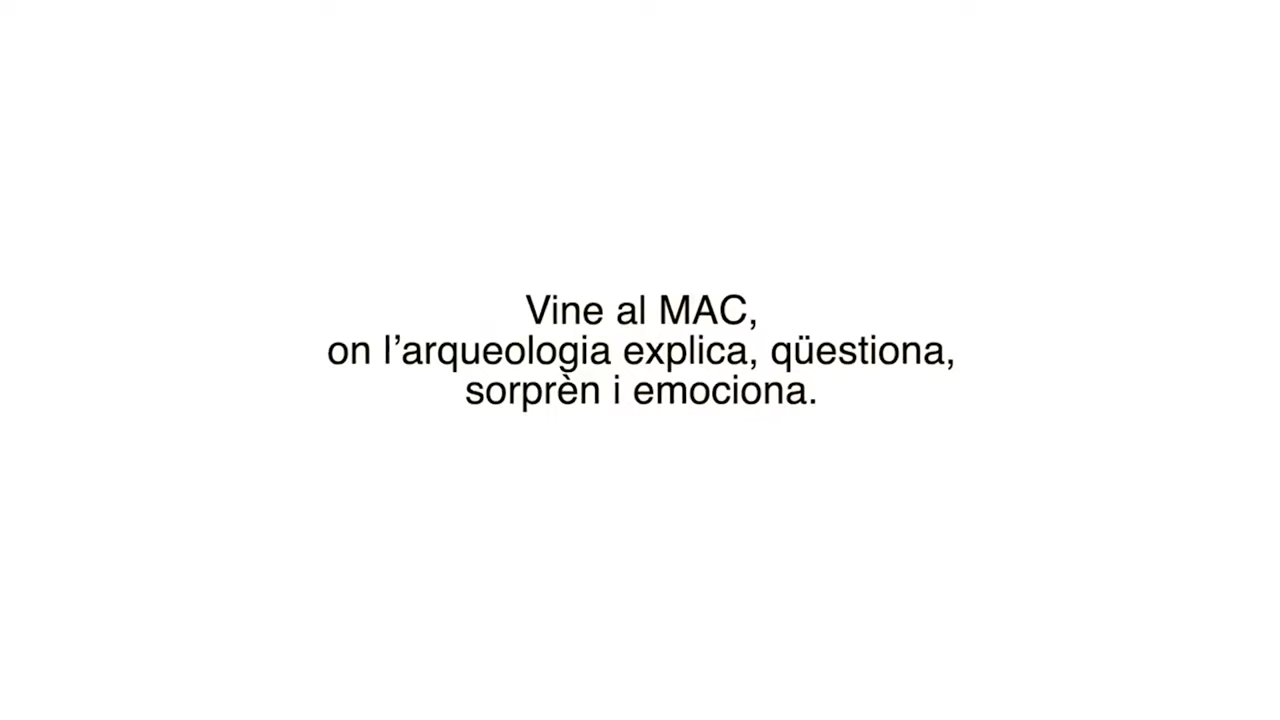 Vine al MAC,
on l’arqueologia explica, qüestiona,
sorprèn i emociona.